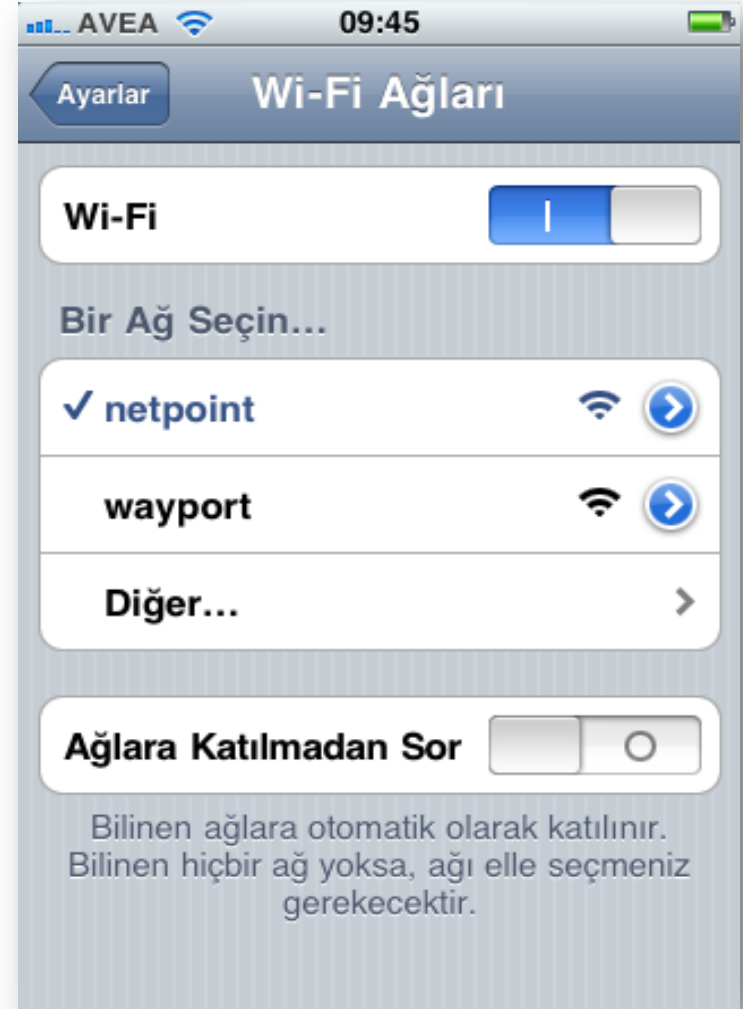 AVEA 09:45
Ayarlar Wi-Fi Ağları
Wi-Fi
Bir Ağ Seçin...
netpoint
wayport
Diğer...
Ağlara Katılmadan Sor
Bilinen ağlara otomatik olarak katılınır.
Bilinen hiçbir ağ yoksa, ağı elle seçmeniz
gerekecektir.